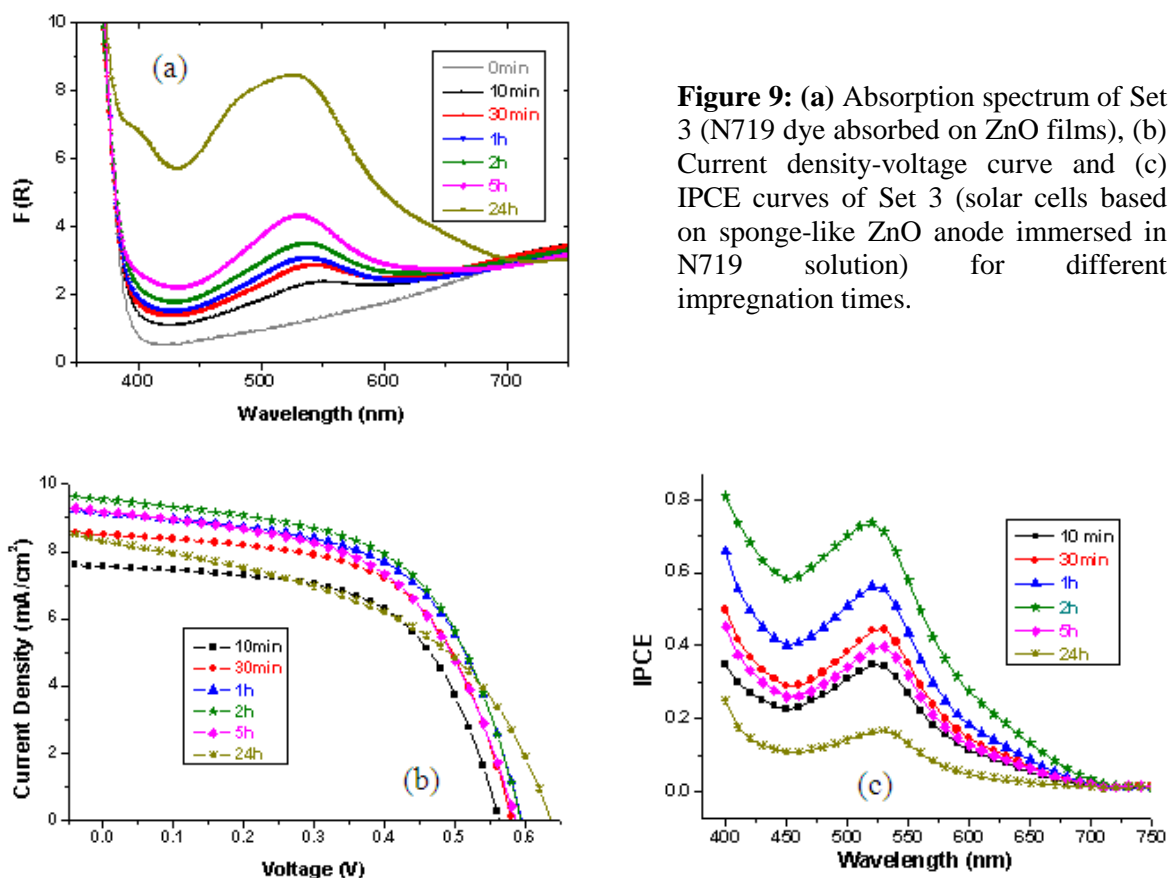 10
8
6
4
2
0
F (R)
(a)
0min
10min
30min
1h
2h
5h
24h
400
500
600
700
Wavelength (nm)
Figure 9: (a) Absorption spectrum of Set
3 (N719 dye absorbed on ZnO films), (b)
Current density-voltage curve and (c)
IPCE curves of Set 3 (solar cells based
on sponge-like ZnO anode immersed in
N719 solution) for different
impregnation times.
10
8
6
4
2
0
Current Density (mA/cm²)
10min
30min
1h
2h
5h
24h
(b)
0.0
0.1
0.2
0.3
0.4
0.5
0.6
Voltage (V)
0.8
0.6
0.4
0.2
0.0
IPCE
10 min
30min
1h
2h
5h
24h
(c)
400
450
500
550
600
650
700
750
Wavelength (nm)